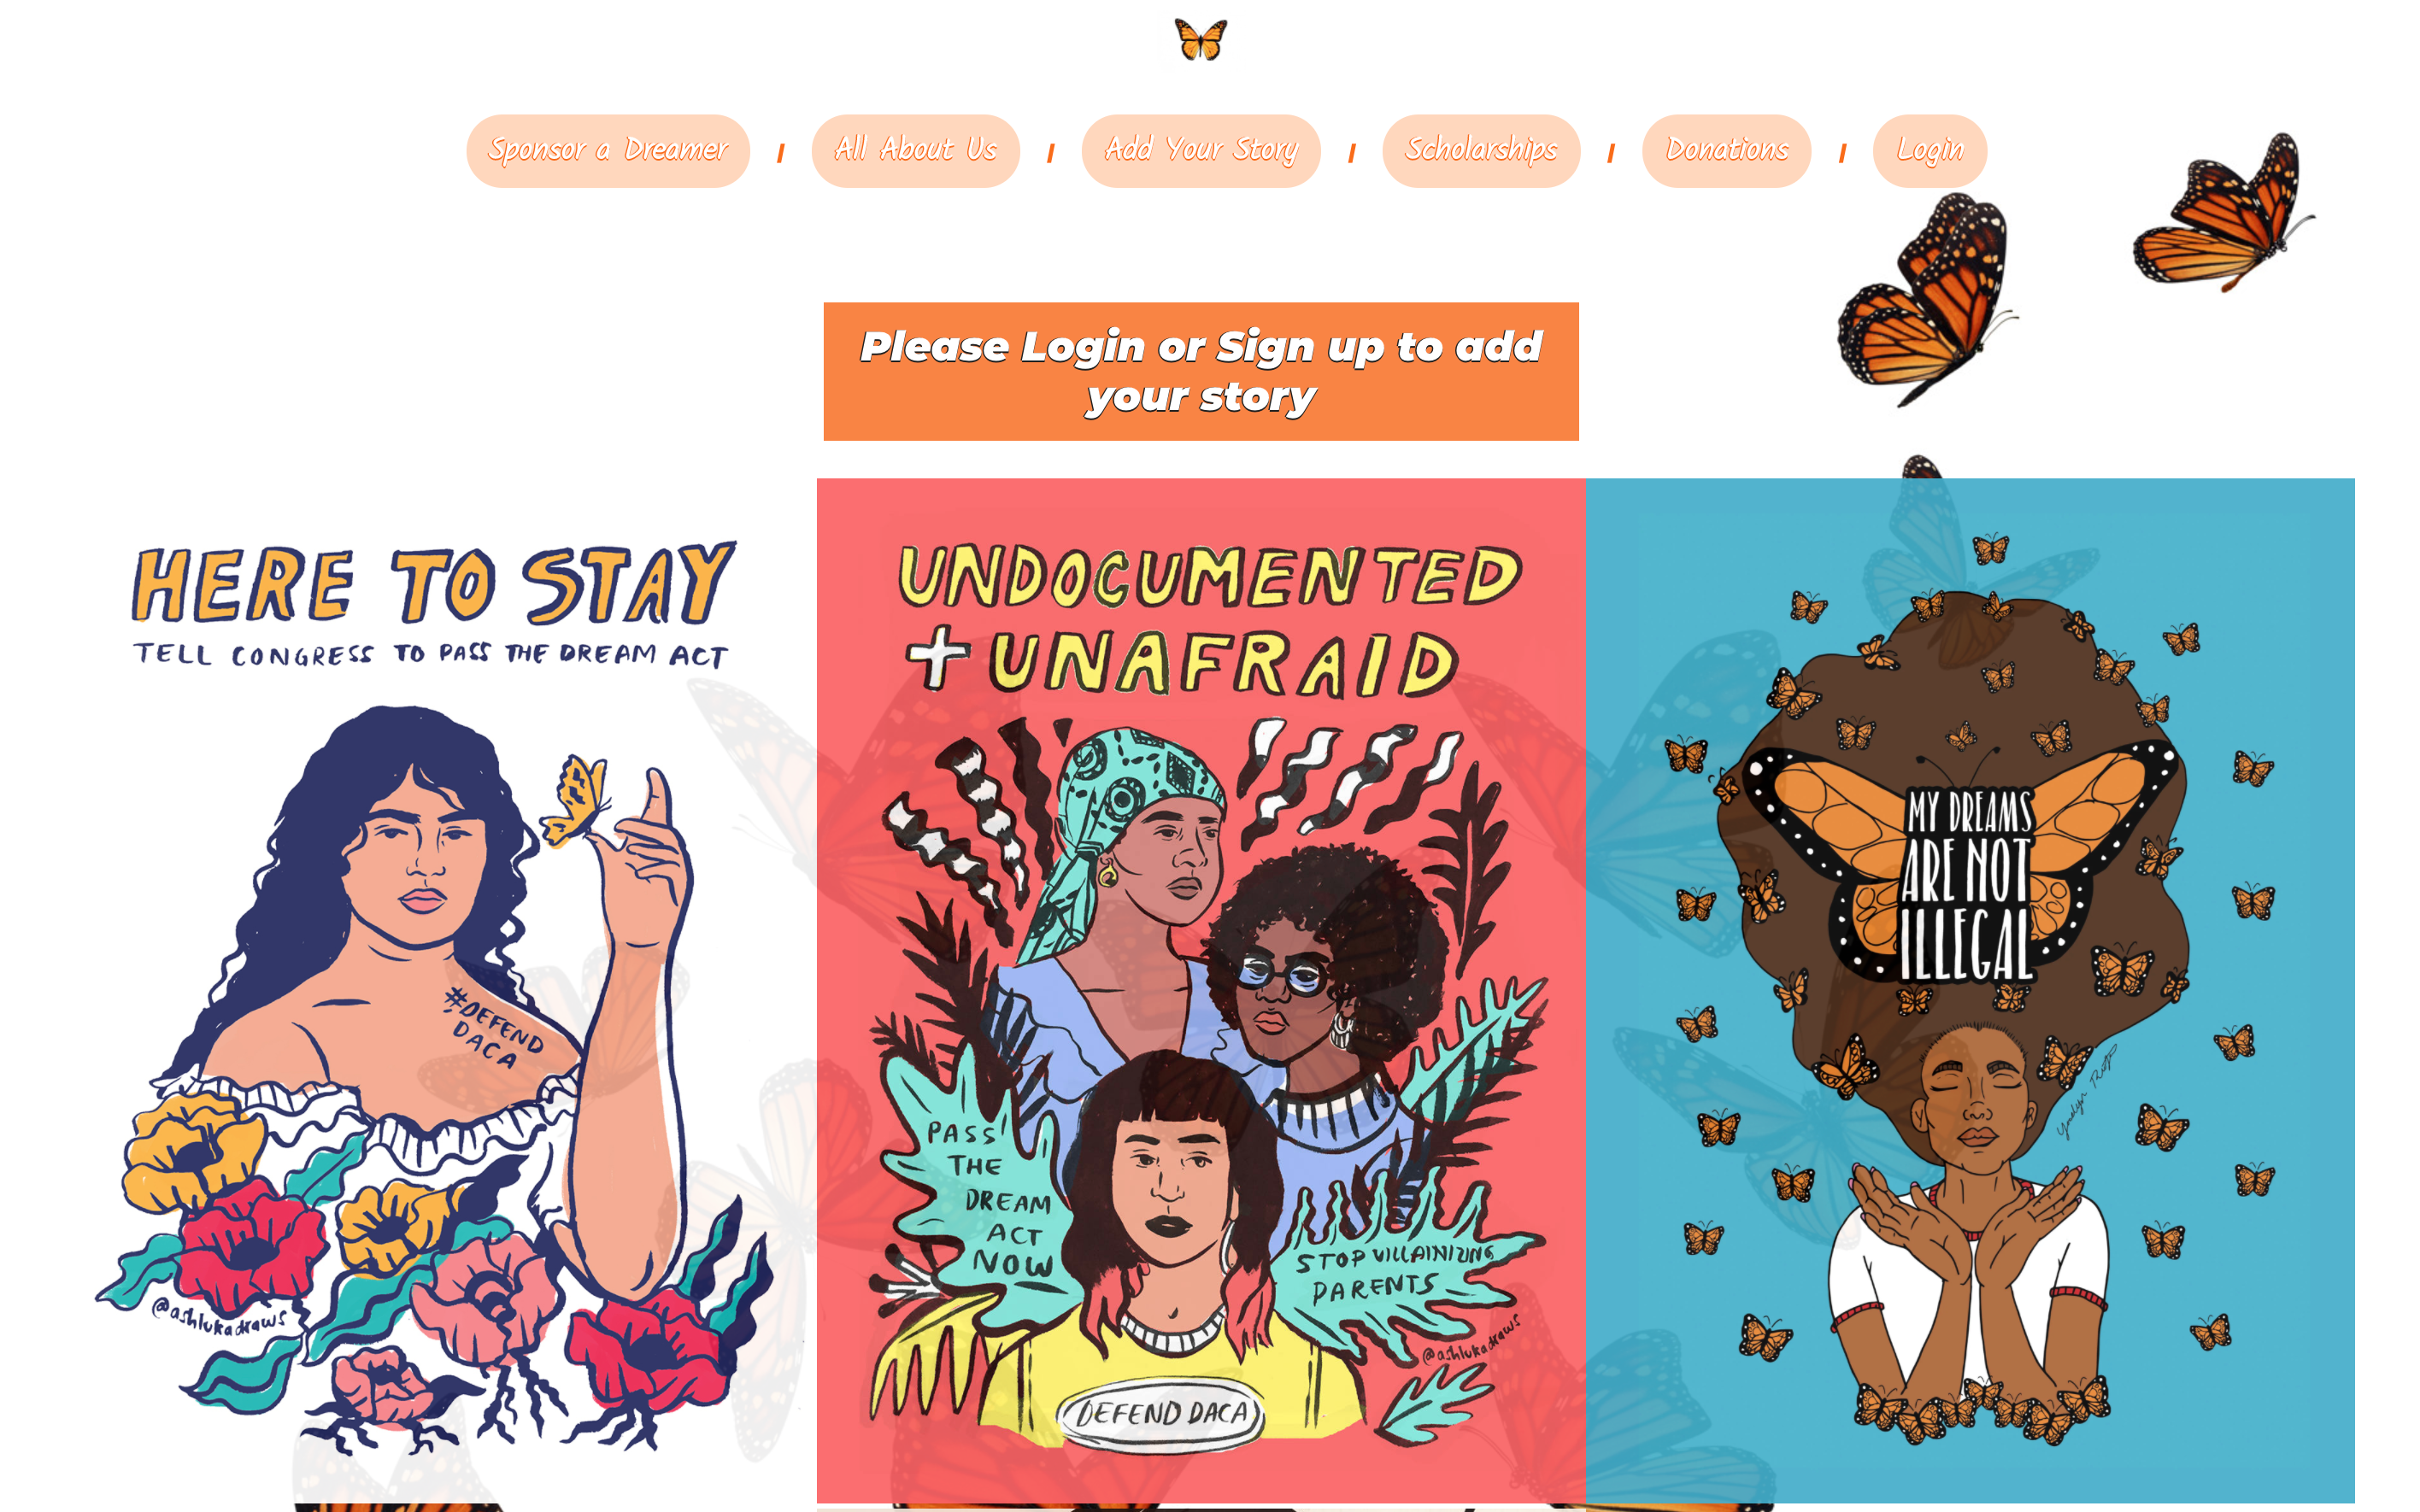 Sponsor a Dreamer
All About Us
Add Your Story
Scholarships
Donations
Login
Please Login or Sign up to add
your story
HERE TO STAY
TELL CONGRESS TO PASS THE DREAM ACT
#DEFEND
DACA
@ashlukadraws
UNDOCUMENTED
+ UNAFRAID
PASS
THE
DREAM
ACT
NOW
STOP VILLAINIZING
PARENTS
@ashlukadraws
DEFEND DACA
MY DREAMS
ARE NOT
ILLEGAL